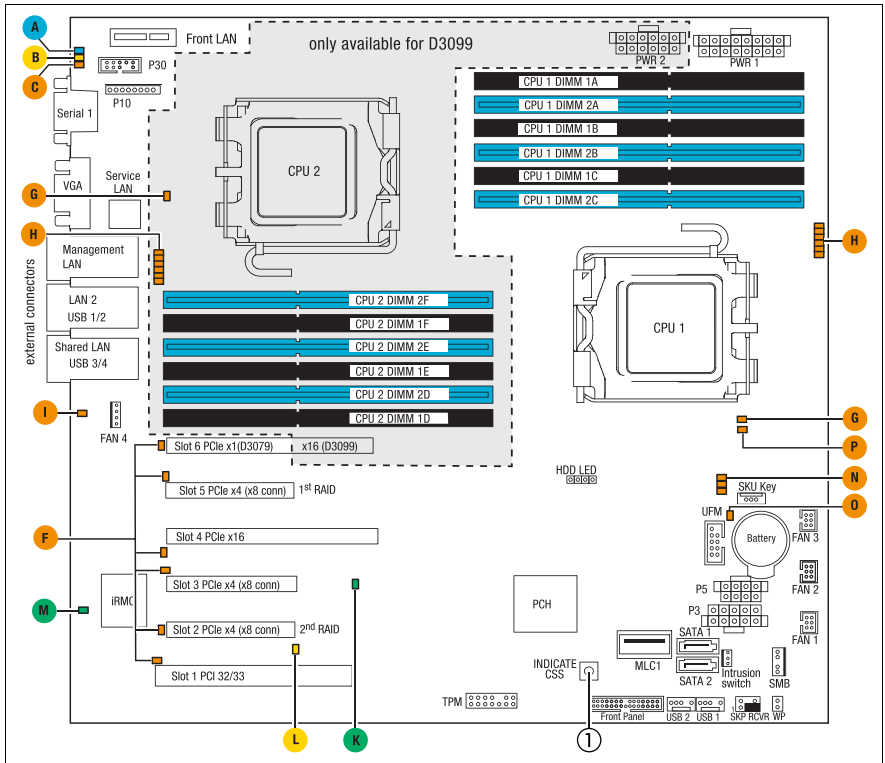 A
B
C
Front LAN
P30
P10
only available for D3099
PWR 2
PWR 1
CPU 1 DIMM 1A
CPU 1 DIMM 2A
CPU 1 DIMM 1B
CPU 1 DIMM 2B
CPU 1 DIMM 1C
CPU 1 DIMM 2C
Serial 1
VGA
Service
LAN
CPU 2
G
H
H
Management
LAN
LAN 2
USB 1/2
Shared LAN
USB 3/4
external connectors
CPU 2 DIMM 2F
CPU 2 DIMM 1F
CPU 2 DIMM 2E
CPU 2 DIMM 1E
CPU 2 DIMM 2D
CPU 2 DIMM 1D
CPU 1
I
FAN 4
G
P
Slot 6 PCIe x1(D3079)
x16 (D3099)
Slot 5 PCIe x4 (x8 conn)
1st RAID
HDD LED
N
SKU Key
O
UFM
Battery
FAN 3
F
Slot 4 PCIe x16
Slot 3 PCIe x4 (x8 conn)
FAN 2
P5
M
iRMC
K
PCH
P3
Slot 2 PCIe x4 (x8 conn)
2nd RAID
FAN 1
SATA 1
MLC1
SATA 2
Intrusion
switch
SMB
Slot 1 PCI 32/33
INDICATE
CSS
TPM
Front Panel
USB 2
USB 1
1
SKP RCVR
WP
L
K
1